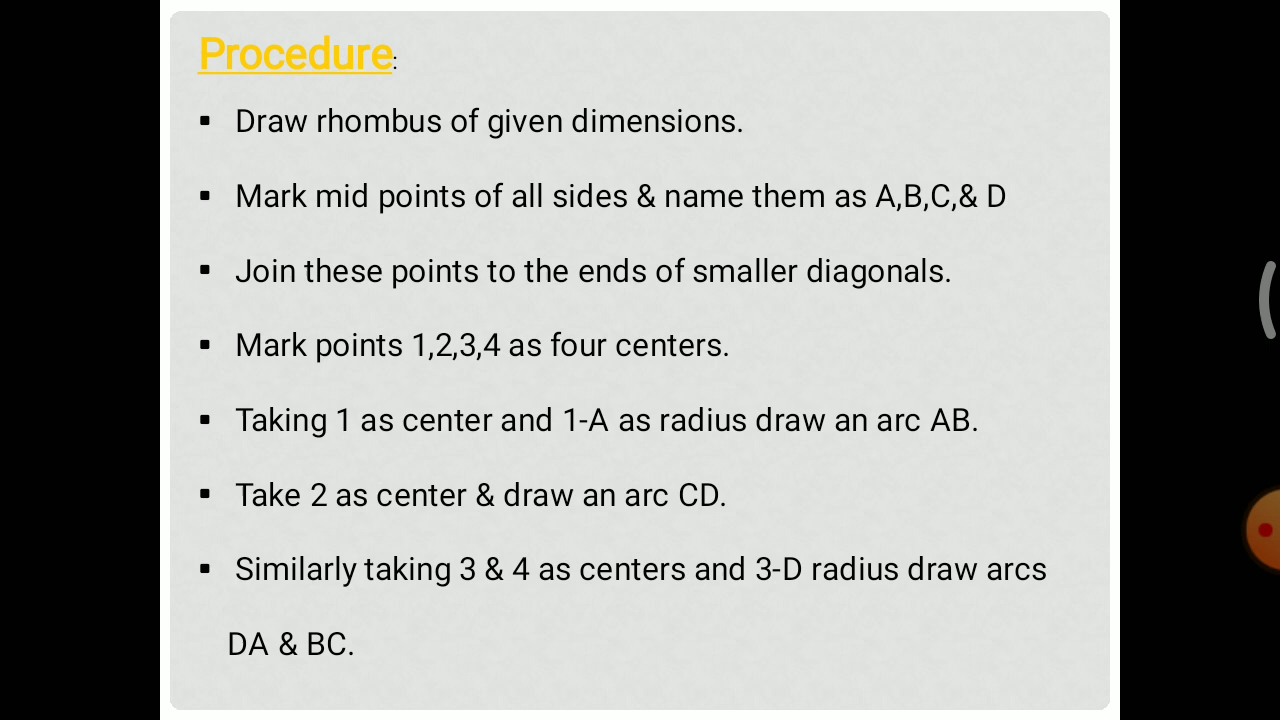 Procedure:
▪ Draw rhombus of given dimensions.
▪ Mark mid points of all sides & name them as A,B,C,& D
▪ Join these points to the ends of smaller diagonals.
▪ Mark points 1,2,3,4 as four centers.
▪ Taking 1 as center and 1-A as radius draw an arc AB.
▪ Take 2 as center & draw an arc CD.
▪ Similarly taking 3 & 4 as centers and 3-D radius draw arcs
DA & BC.